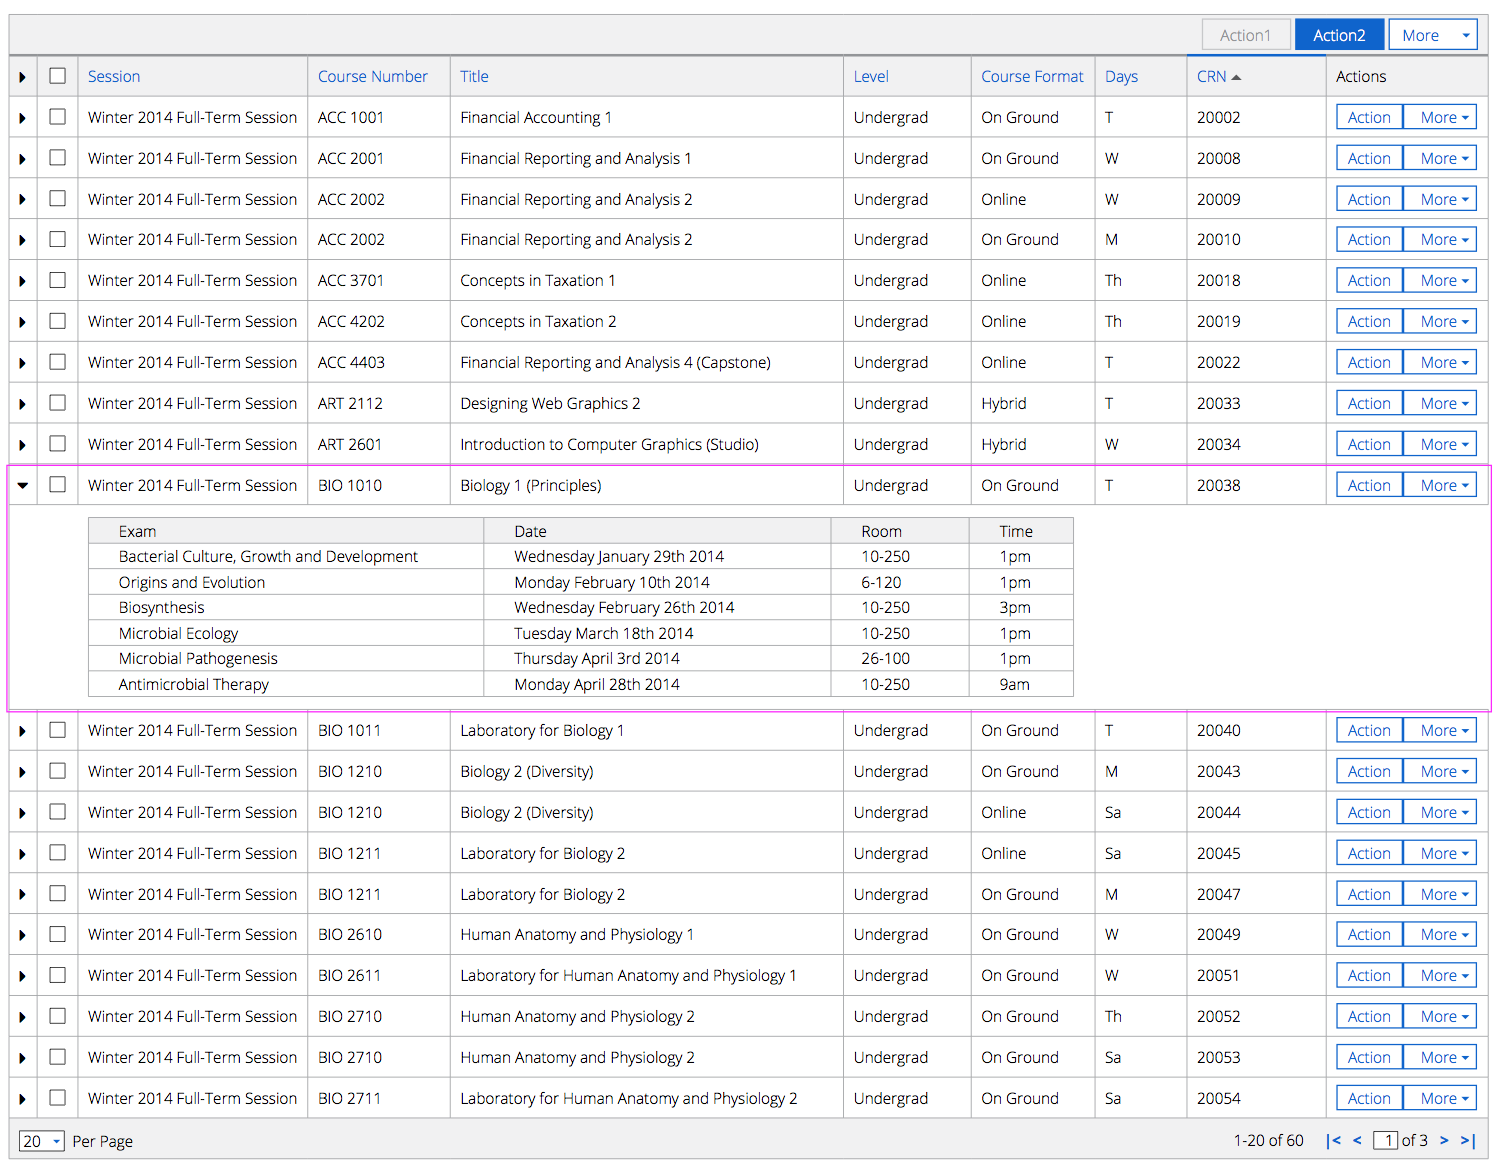 Action1 Action2 More
Session Course Number Title Level Course Format Days CRN Actions
Winter 2014 Full-Term Session ACC 1001 Financial Accounting 1 Undergrad On Ground T 20002 Action More
Winter 2014 Full-Term Session ACC 2001 Financial Reporting and Analysis 1 Undergrad On Ground W 20008 Action More
Winter 2014 Full-Term Session ACC 2002 Financial Reporting and Analysis 2 Undergrad Online W 20009 Action More
Winter 2014 Full-Term Session ACC 2002 Financial Reporting and Analysis 2 Undergrad On Ground M 20010 Action More
Winter 2014 Full-Term Session ACC 3701 Concepts in Taxation 1 Undergrad Online Th 20018 Action More
Winter 2014 Full-Term Session ACC 4202 Concepts in Taxation 2 Undergrad Online Th 20019 Action More
Winter 2014 Full-Term Session ACC 4403 Financial Reporting and Analysis 4 (Capstone) Undergrad Online T 20022 Action More
Winter 2014 Full-Term Session ART 2112 Designing Web Graphics 2 Undergrad Hybrid T 20033 Action More
Winter 2014 Full-Term Session ART 2601 Introduction to Computer Graphics (Studio) Undergrad Hybrid W 20034 Action More
Winter 2014 Full-Term Session BIO 1010 Biology 1 (Principles) Undergrad On Ground T 20038 Action More
Exam Date Room Time
Bacterial Culture, Growth and Development Wednesday January 29th 2014 10-250 1pm
Origins and Evolution Monday February 10th 2014 6-120 1pm
Biosynthesis Wednesday February 26th 2014 10-250 3pm
Microbial Ecology Tuesday March 18th 2014 10-250 1pm
Microbial Pathogenesis Thursday April 3rd 2014 26-100 1pm
Antimicrobial Therapy Monday April 28th 2014 10-250 9am
Winter 2014 Full-Term Session BIO 1011 Laboratory for Biology 1 Undergrad On Ground T 20040 Action More
Winter 2014 Full-Term Session BIO 1210 Biology 2 (Diversity) Undergrad On Ground M 20043 Action More
Winter 2014 Full-Term Session BIO 1210 Biology 2 (Diversity) Undergrad Online Sa 20044 Action More
Winter 2014 Full-Term Session BIO 1211 Laboratory for Biology 2 Undergrad Online Sa 20045 Action More
Winter 2014 Full-Term Session BIO 1211 Laboratory for Biology 2 Undergrad On Ground M 20047 Action More
Winter 2014 Full-Term Session BIO 2610 Human Anatomy and Physiology 1 Undergrad On Ground W 20049 Action More
Winter 2014 Full-Term Session BIO 2611 Laboratory for Human Anatomy and Physiology 1 Undergrad On Ground W 20051 Action More
Winter 2014 Full-Term Session BIO 2710 Human Anatomy and Physiology 2 Undergrad On Ground Th 20052 Action More
Winter 2014 Full-Term Session BIO 2710 Human Anatomy and Physiology 2 Undergrad On Ground Sa 20053 Action More
Winter 2014 Full-Term Session BIO 2711 Laboratory for Human Anatomy and Physiology 2 Undergrad On Ground Sa 20054 Action More
20 Per Page 1-20 of 60 |< < 1 of 3 > >|